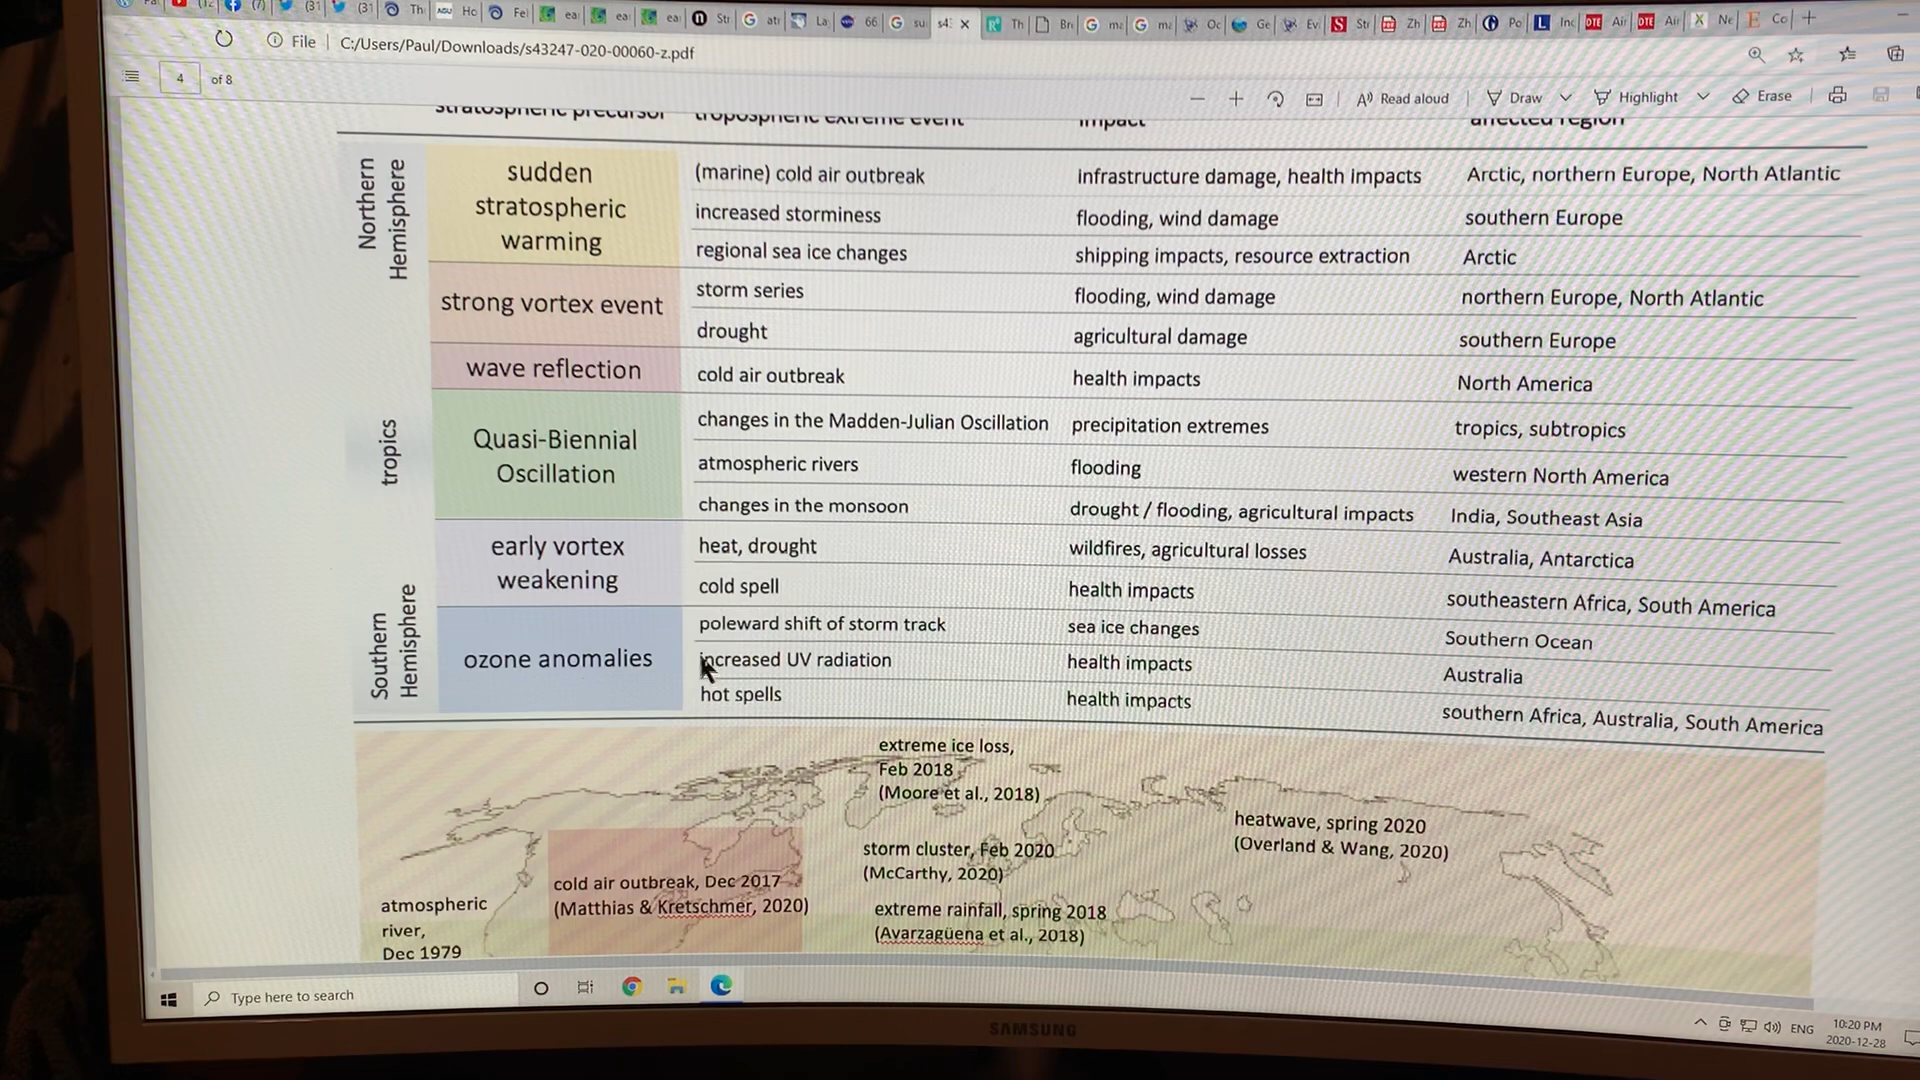 File C:/Users/Paul/Downloads/s43247-020-00060-z.pdf
4 of 8
Read aloud Draw Highlight Erase
stratospheric precursor tropospheric extreme event impact affected region
Northern Hemisphere
sudden stratospheric warming
(marine) cold air outbreak infrastructure damage, health impacts Arctic, northern Europe, North Atlantic
increased storminess flooding, wind damage southern Europe
regional sea ice changes shipping impacts, resource extraction Arctic
strong vortex event
storm series flooding, wind damage northern Europe, North Atlantic
drought agricultural damage southern Europe
wave reflection cold air outbreak health impacts North America
tropics
Quasi-Biennial Oscillation
changes in the Madden-Julian Oscillation precipitation extremes tropics, subtropics
atmospheric rivers flooding western North America
changes in the monsoon drought / flooding, agricultural impacts India, Southeast Asia
Southern Hemisphere
early vortex weakening
heat, drought wildfires, agricultural losses Australia, Antarctica
cold spell health impacts southeastern Africa, South America
ozone anomalies
poleward shift of storm track sea ice changes Southern Ocean
increased UV radiation health impacts Australia
hot spells health impacts southern Africa, Australia, South America
extreme ice loss,
Feb 2018
(Moore et al., 2018)
heatwave, spring 2020
(Overland & Wang, 2020)
storm cluster, Feb 2020
(McCarthy, 2020)
cold air outbreak, Dec 2017
(Matthias & Kretschmer, 2020)
extreme rainfall, spring 2018
(Avarzagüena et al., 2018)
atmospheric
river,
Dec 1979
Type here to search
ENG 10:20 PM
2020-12-28
SAMSUNG